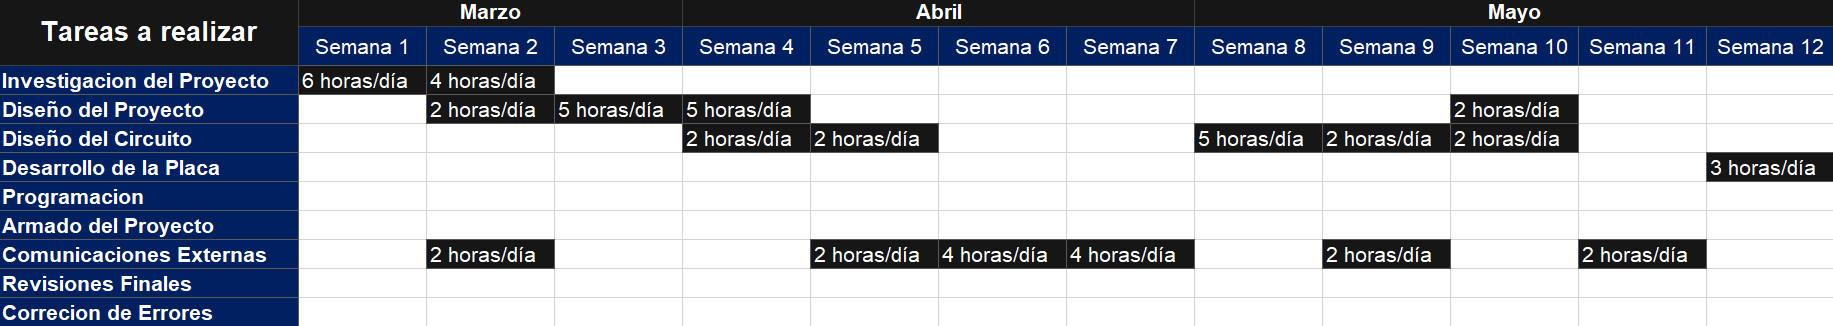 Tareas a realizar Marzo Abril Mayo
Semana 1 Semana 2 Semana 3 Semana 4 Semana 5 Semana 6 Semana 7 Semana 8 Semana 9 Semana 10 Semana 11 Semana 12
Investigacion del Proyecto 6 horas/día 4 horas/día
Diseño del Proyecto 2 horas/día 5 horas/día 5 horas/día 2 horas/día
Diseño del Circuito 2 horas/día 2 horas/día 5 horas/día 2 horas/día 2 horas/día
Desarrollo de la Placa 3 horas/día
Programacion
Armado del Proyecto
Comunicaciones Externas 2 horas/día 2 horas/día 4 horas/día 4 horas/día 2 horas/día 2 horas/día
Revisiones Finales
Correcion de Errores